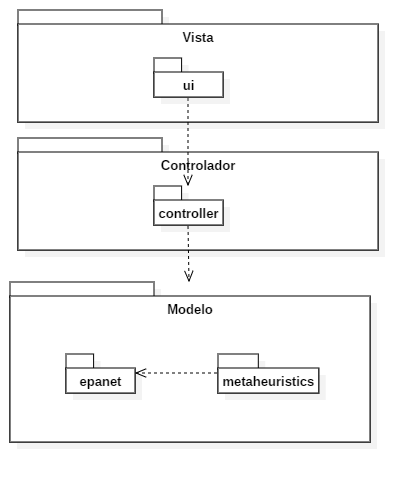 Vista
ui
Controlador
controller
Modelo
epanet
metaheuristics